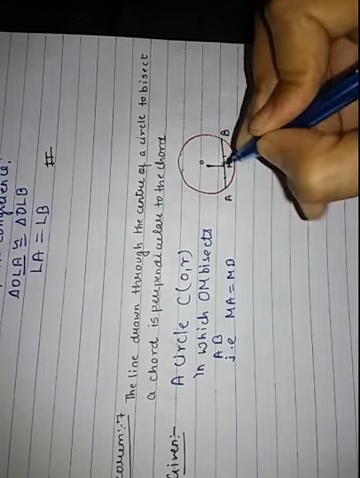 congruence,
ΔOLA ≅ ΔOLB
LA = LB
#
7 The line drawn through the centre of a circle to bisect
a chord is perpendicular to the chord.
Given:-
A circle C(O,r)
in which OM bisects
AB
i.e MA = MB
O
A
B